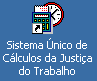 Sistema Único de
Cálculos da Justiça
do Trabalho